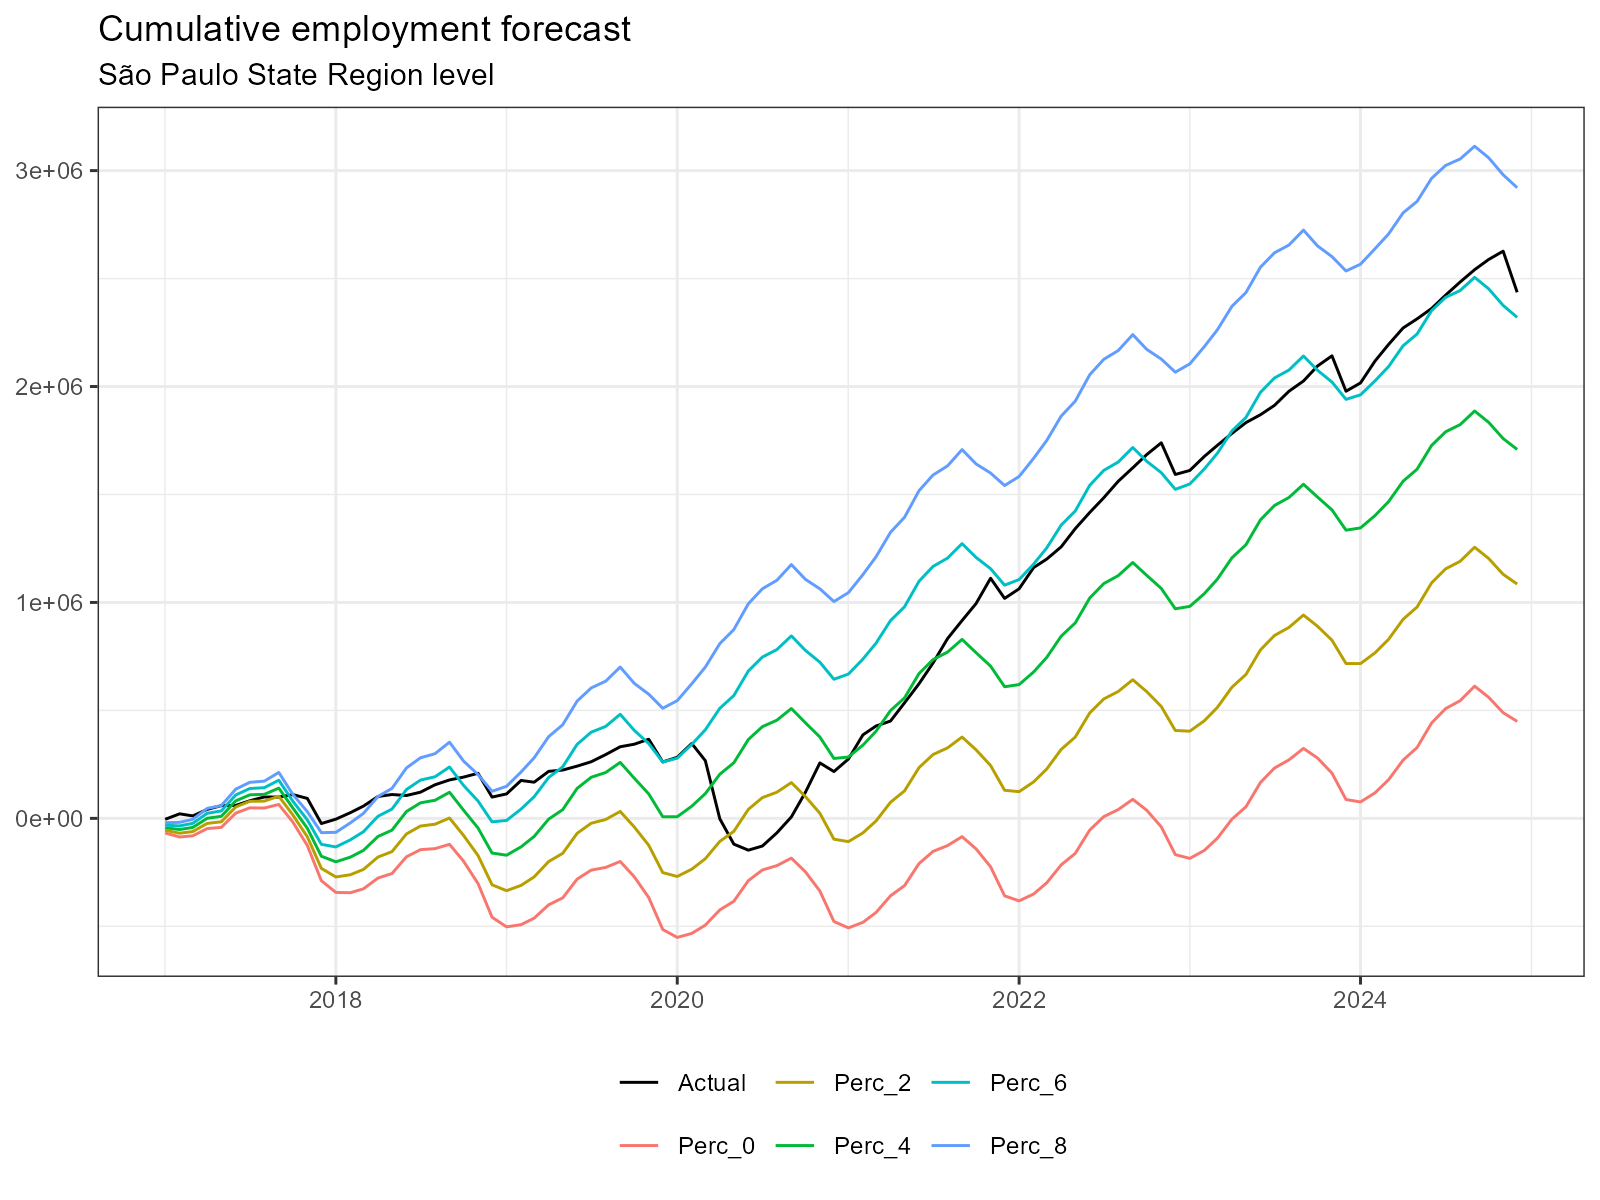 Cumulative employment forecast
São Paulo State Region level
3e+06
2e+06
1e+06
0e+00
2018 2020 2022 2024
Actual Perc_2 Perc_6
Perc_0 Perc_4 Perc_8